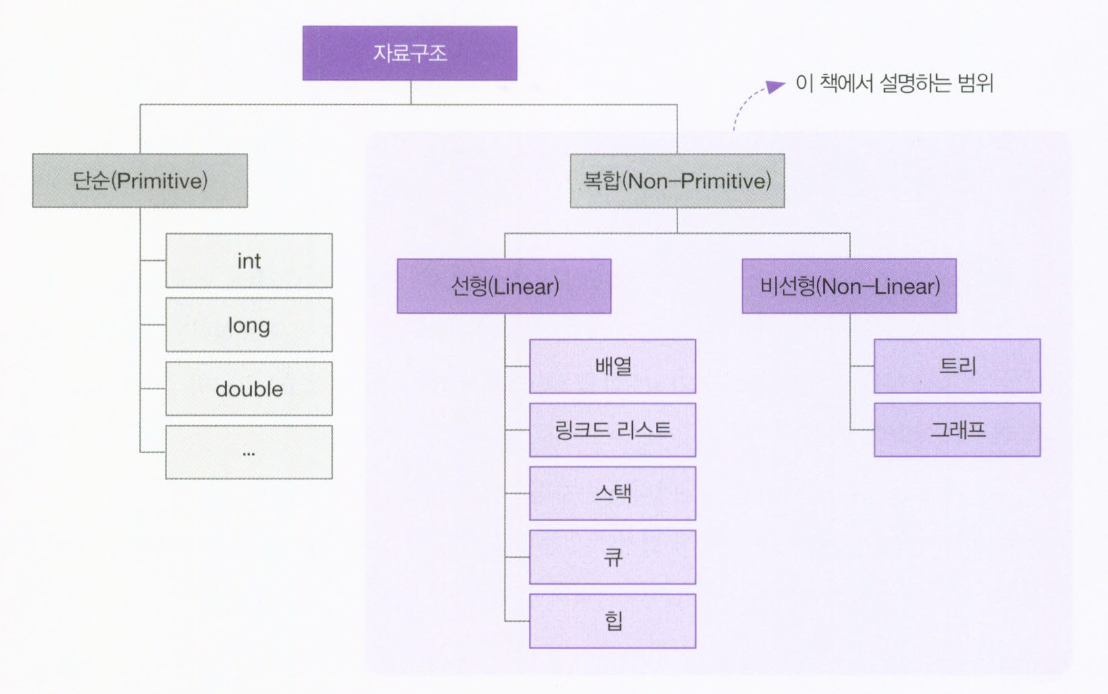 자료구조
이 책에서 설명하는 범위
단순(Primitive)
int
long
double
...
복합(Non-Primitive)
선형(Linear)
배열
링크드 리스트
스택
큐
힙
비선형(Non-Linear)
트리
그래프